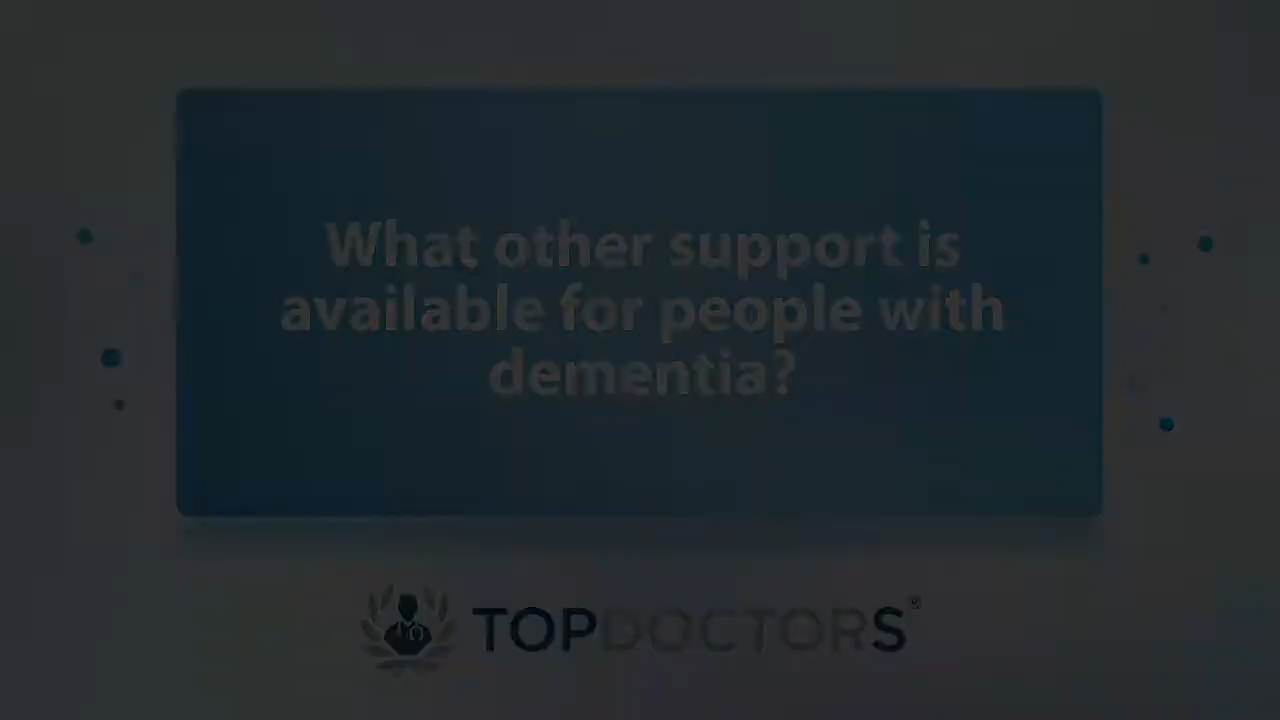 What other support is
available for people with
dementia?
TOPDOCTORS®